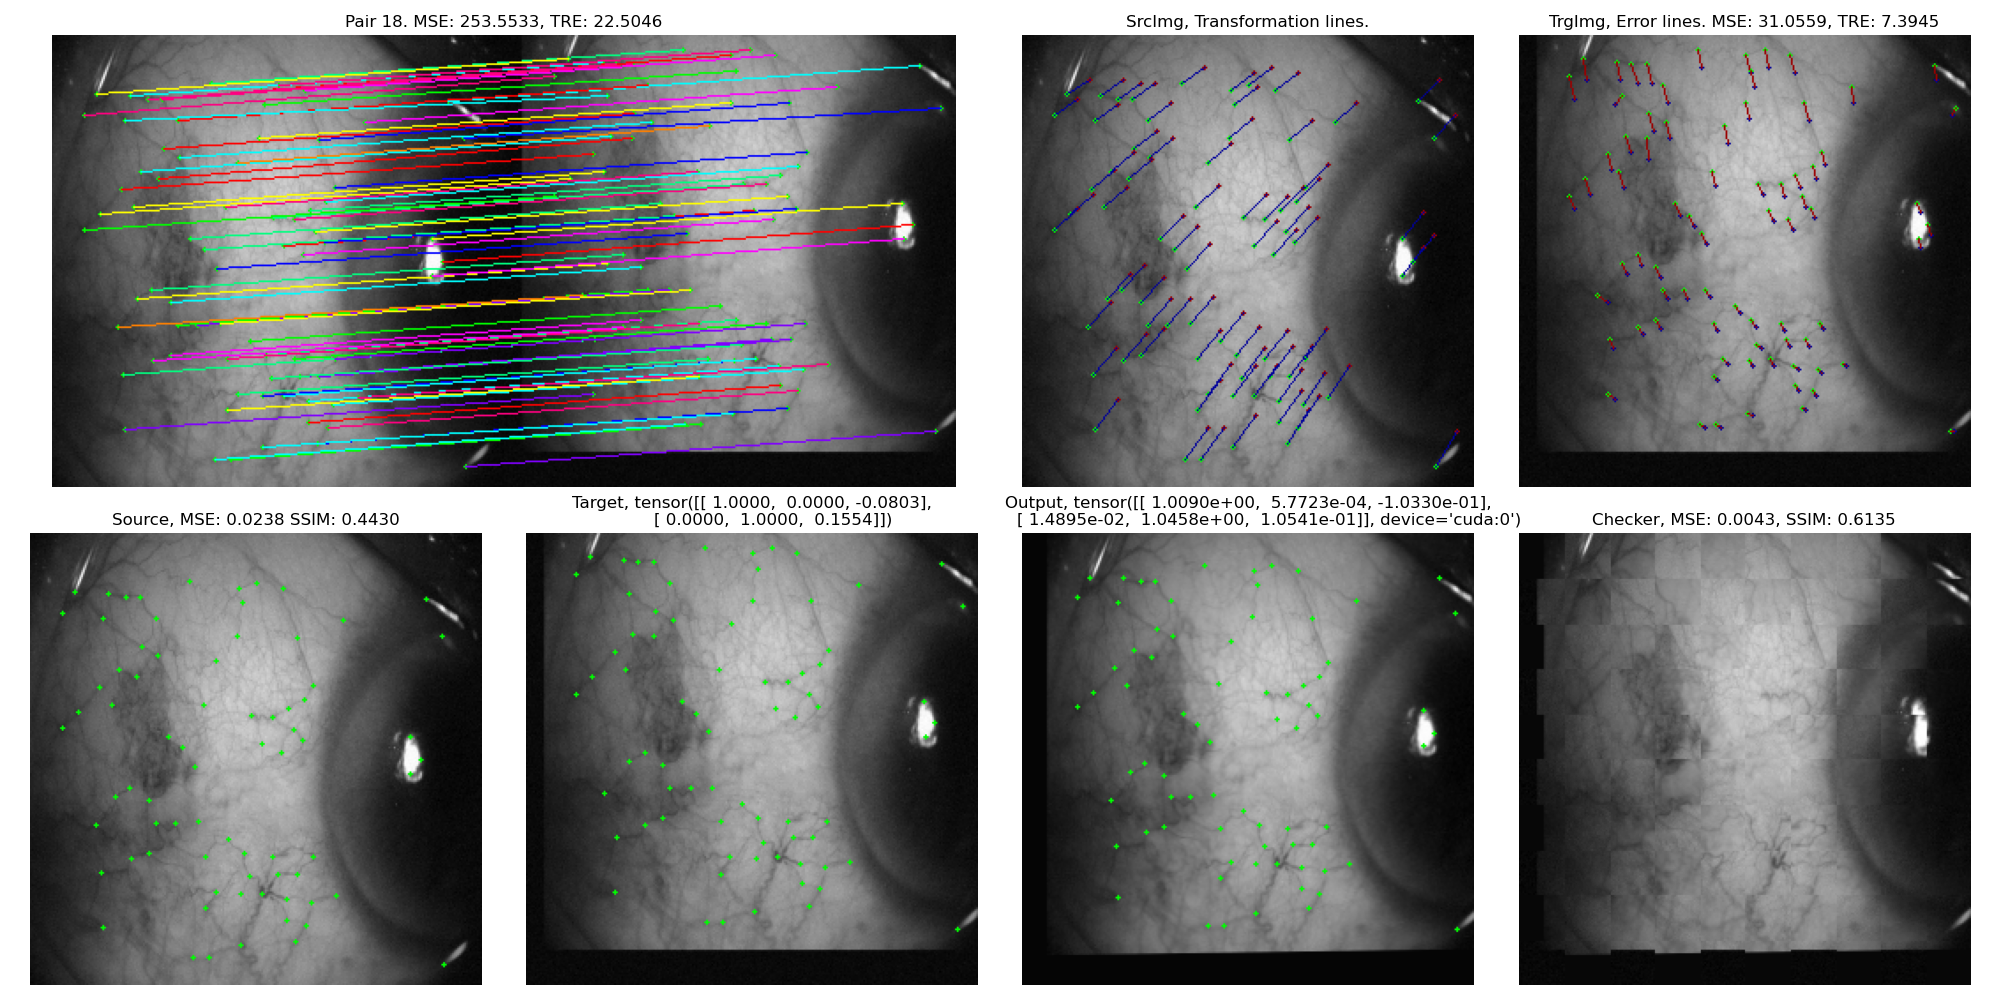 Pair 18. MSE: 253.5533, TRE: 22.5046
SrcImg, Transformation lines.
TrgImg, Error lines. MSE: 31.0559, TRE: 7.3945
Source, MSE: 0.0238 SSIM: 0.4430
Target, tensor([[ 1.0000,  0.0000, -0.0803],
[ 0.0000,  1.0000,  0.1554]])
Output, tensor([[ 1.0090e+00,  5.7723e-04, -1.0330e-01],
[ 1.4895e-02,  1.0458e+00,  1.0541e-01]], device='cuda:0')
Checker, MSE: 0.0043, SSIM: 0.6135